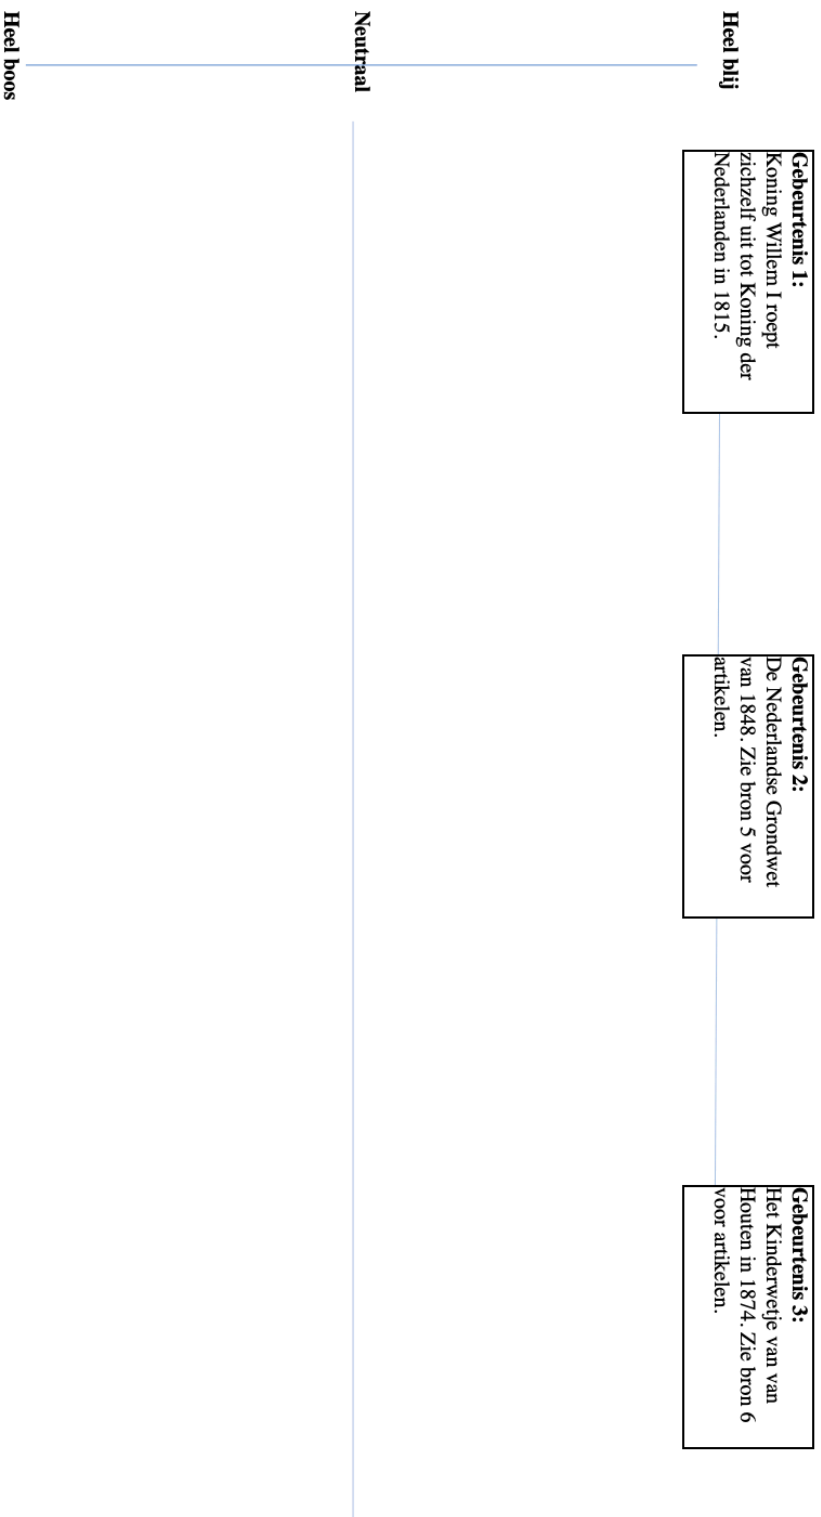 Heel blij
Neutraal
Heel boos
Gebeurtenis 1:
Koning Willem I roept
zichzelf uit tot Koning der
Nederlanden in 1815.
Gebeurtenis 2:
De Nederlandse Grondwet
van 1848. Zie bron 5 voor
artikelen.
Gebeurtenis 3:
Het Kinderwetje van van
Houten in 1874. Zie bron 6
voor artikelen.